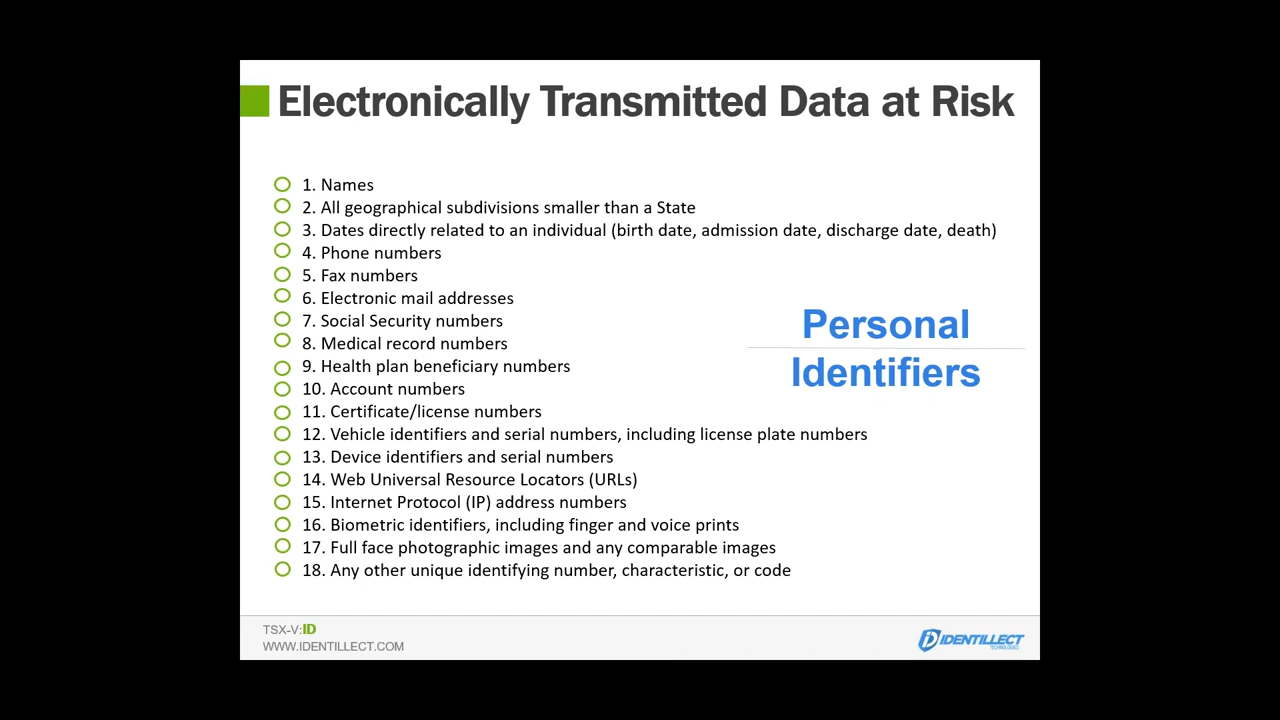 Electronically Transmitted Data at Risk
1. Names
2. All geographical subdivisions smaller than a State
3. Dates directly related to an individual (birth date, admission date, discharge date, death)
4. Phone numbers
5. Fax numbers
6. Electronic mail addresses
7. Social Security numbers
8. Medical record numbers
9. Health plan beneficiary numbers
10. Account numbers
11. Certificate/license numbers
12. Vehicle identifiers and serial numbers, including license plate numbers
13. Device identifiers and serial numbers
14. Web Universal Resource Locators (URLs)
15. Internet Protocol (IP) address numbers
16. Biometric identifiers, including finger and voice prints
17. Full face photographic images and any comparable images
18. Any other unique identifying number, characteristic, or code
Personal
Identifiers
TSX-V:ID
WWW.IDENTILLECT.COM
ID IDENTILLECT
TECHNOLOGIES